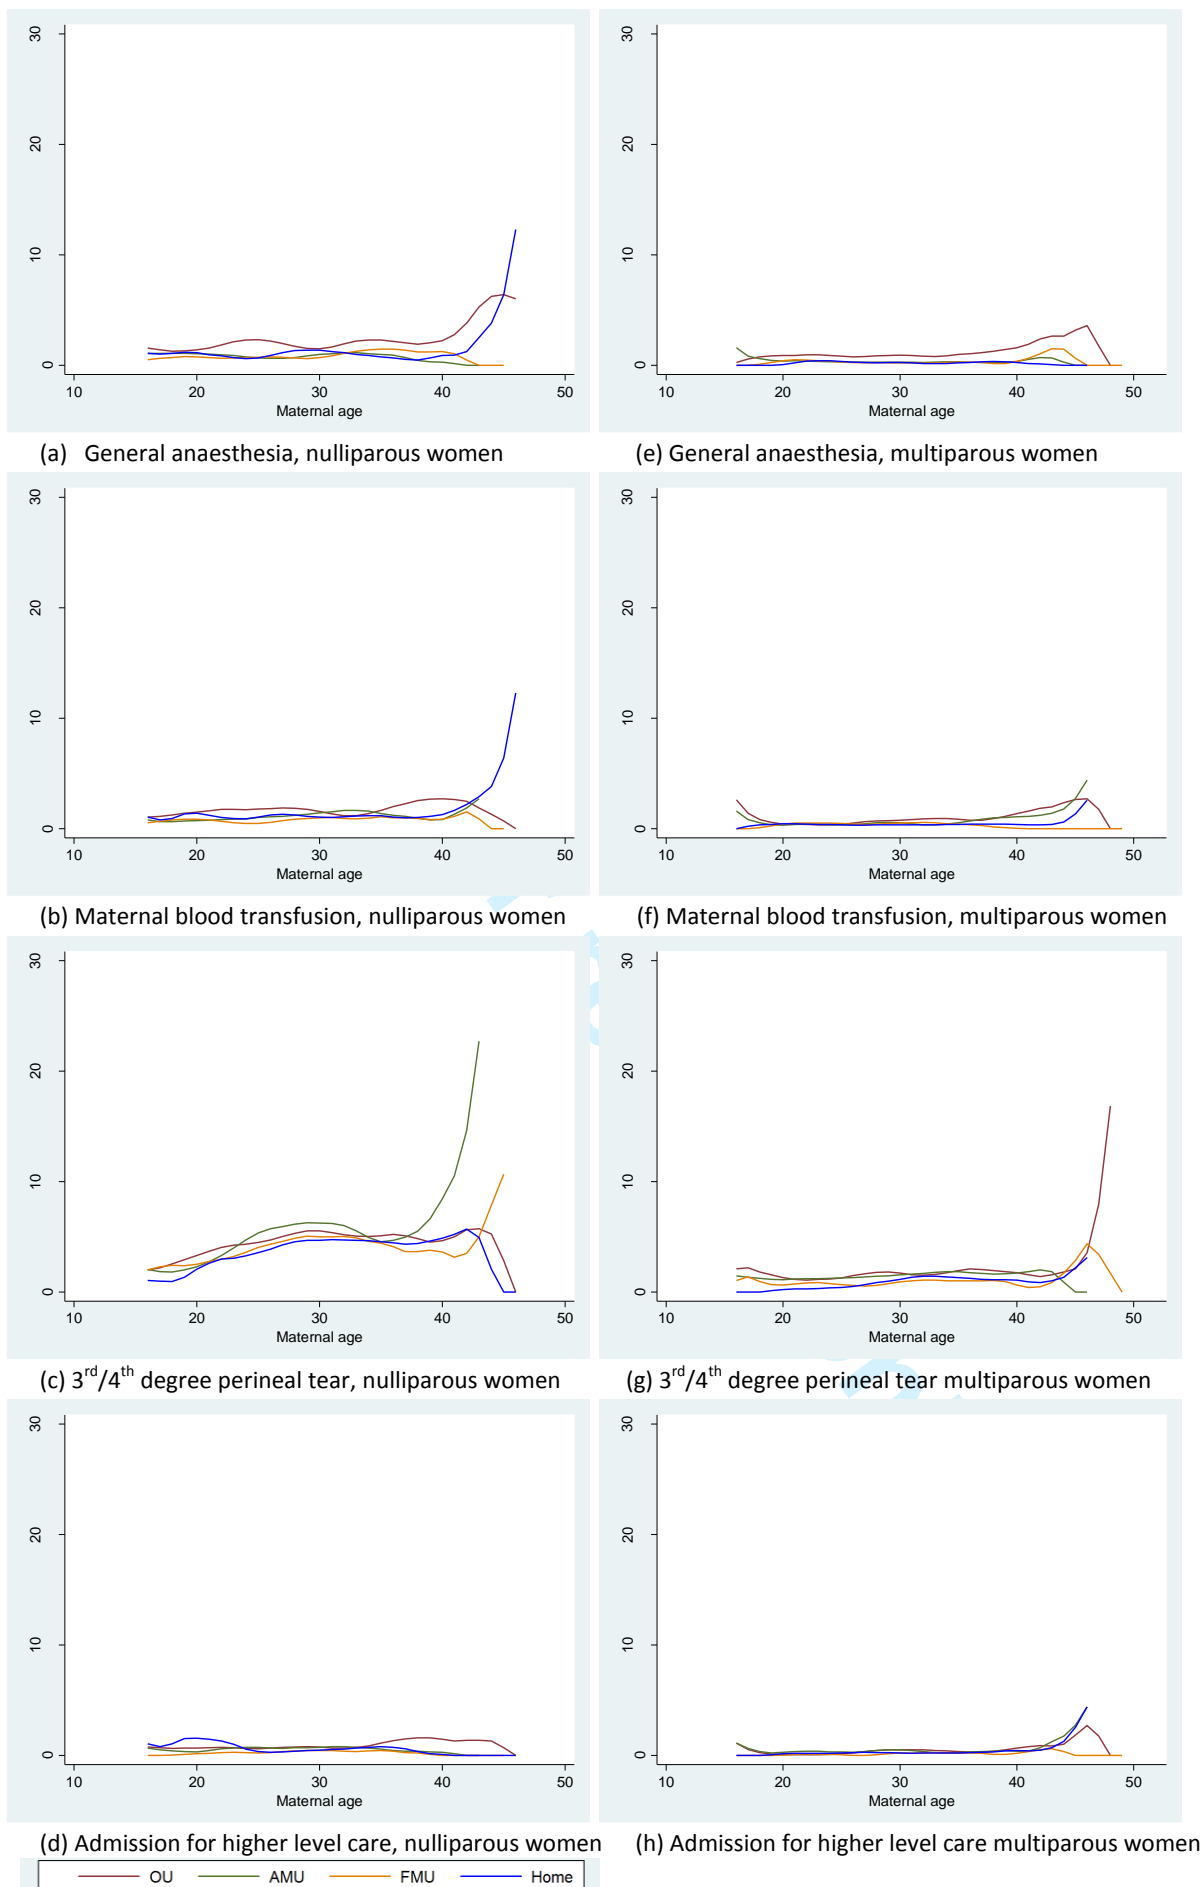 30
20
10
0
10 20 30 40 50
Maternal age
(a) General anaesthesia, nulliparous women
30
20
10
0
10 20 30 40 50
Maternal age
(e) General anaesthesia, multiparous women
30
20
10
0
10 20 30 40 50
Maternal age
(b) Maternal blood transfusion, nulliparous women
30
20
10
0
10 20 30 40 50
Maternal age
(f) Maternal blood transfusion, multiparous women
30
20
10
0
10 20 30 40 50
Maternal age
(c) 3rd/4th degree perineal tear, nulliparous women
30
20
10
0
10 20 30 40 50
Maternal age
(g) 3rd/4th degree perineal tear multiparous women
30
20
10
0
10 20 30 40 50
Maternal age
(d) Admission for higher level care, nulliparous women
30
20
10
0
10 20 30 40 50
Maternal age
(h) Admission for higher level care multiparous women
OU AMU FMU Home